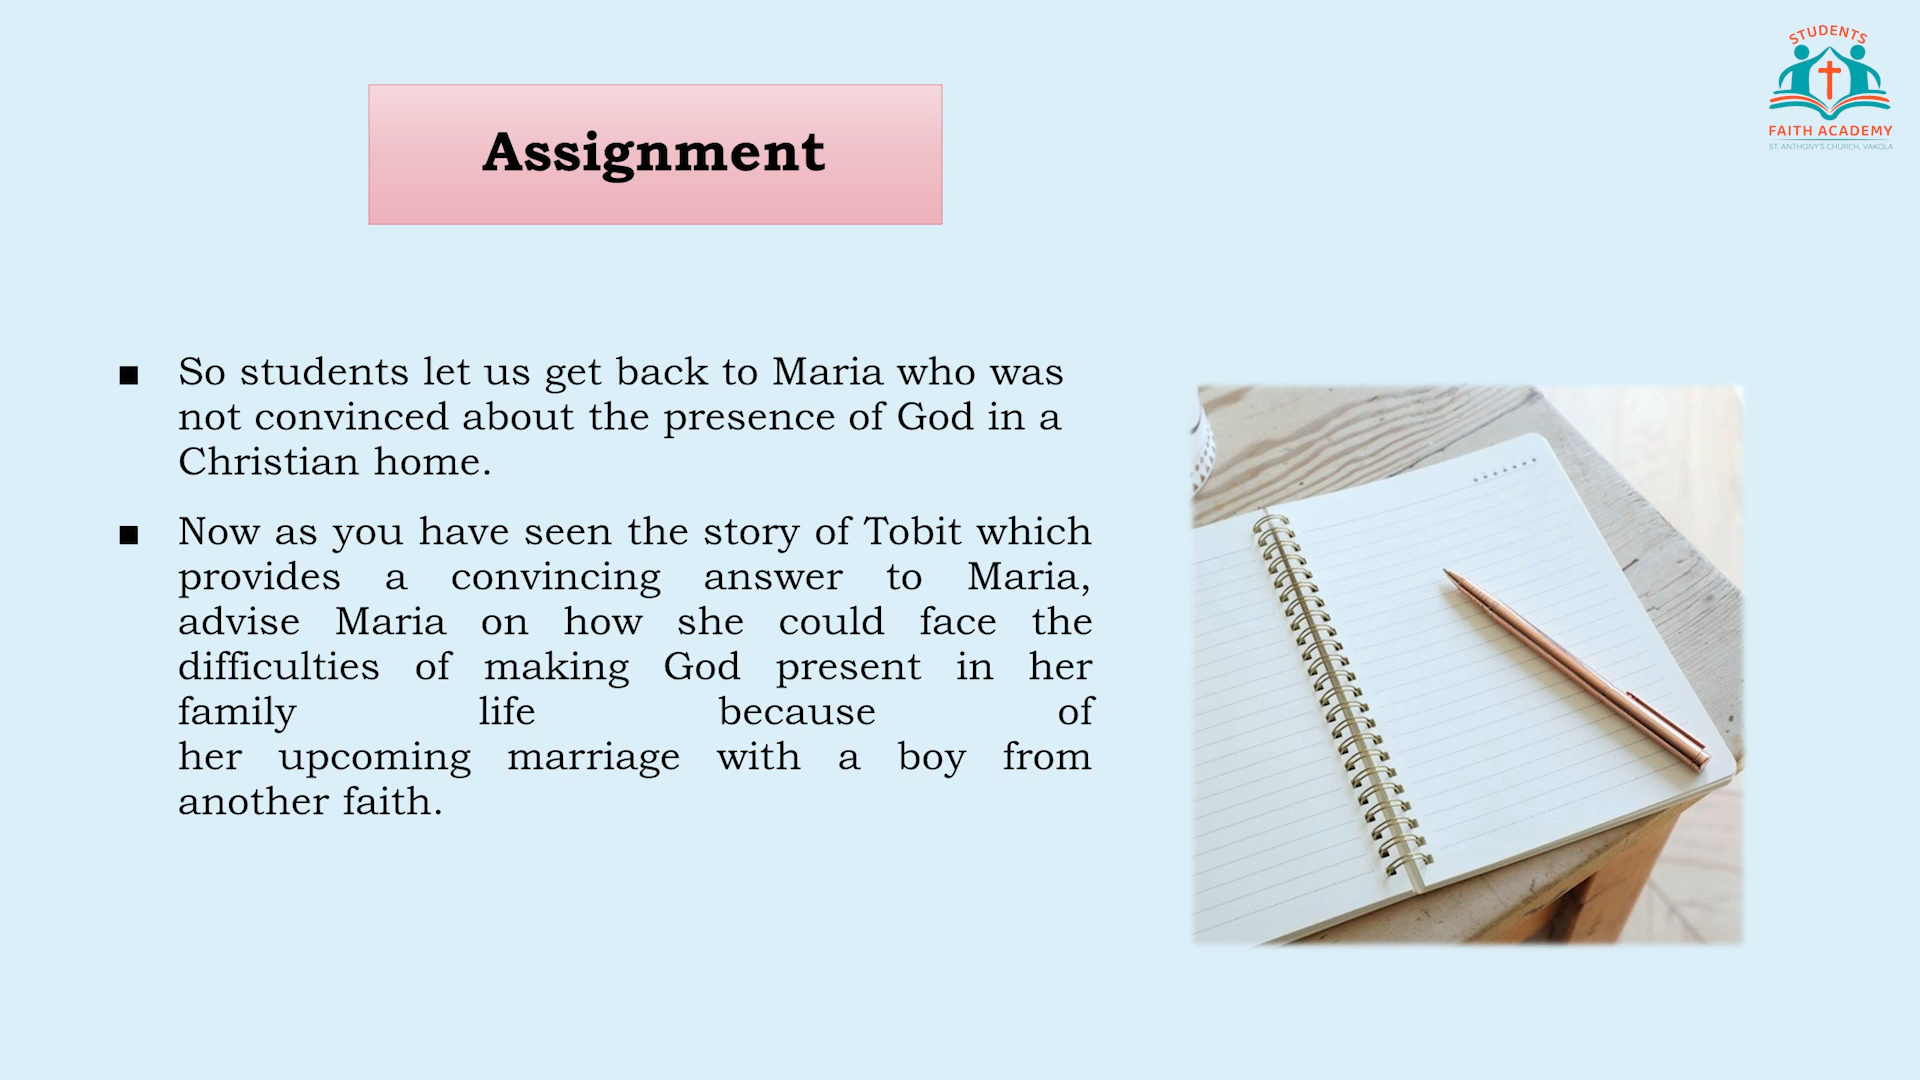 STUDENTS
FAITH ACADEMY
ST. ANTHONY'S CHURCH, VAKOLA
Assignment
So students let us get back to Maria who was
not convinced about the presence of God in a
Christian home.
Now as you have seen the story of Tobit which
provides a convincing answer to Maria,
advise Maria on how she could face the
difficulties of making God present in her
family life because of
her upcoming marriage with a boy from
another faith.